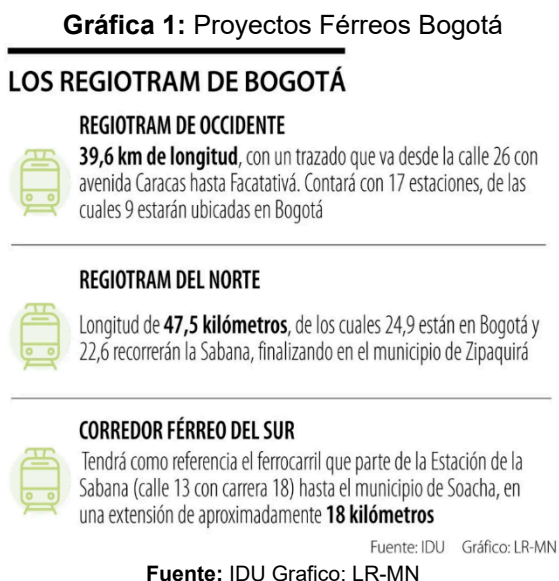 Gráfica 1: Proyectos Férreos Bogotá
LOS REGIOTRAM DE BOGOTÁ
REGIOTRAM DE OCCIDENTE
39,6 km de longitud, con un trazado que va desde la calle 26 con
avenida Caracas hasta Facatativá. Contará con 17 estaciones, de las
cuales 9 estarán ubicadas en Bogotá
REGIOTRAM DEL NORTE
Longitud de 47,5 kilómetros, de los cuales 24,9 están en Bogotá y
22,6 recorrerán la Sabana, finalizando en el municipio de Zipaquirá
CORREDOR FÉRREO DEL SUR
Tendrá como referencia el ferrocarril que parte de la Estación de la
Sabana (calle 13 con carrera 18) hasta el municipio de Soacha, en
una extensión de aproximadamente 18 kilómetros
Fuente: IDU Gráfico: LR-MN
Fuente: IDU Grafico: LR-MN